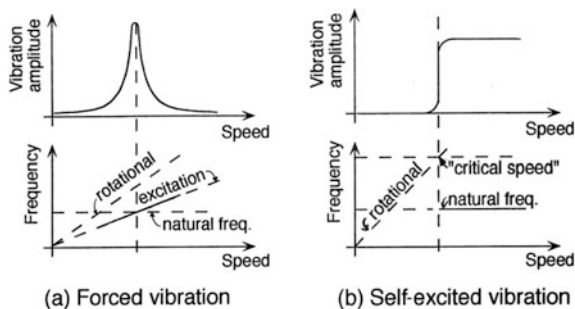 Vibration
amplitude
Speed
Frequency
rotational
excitation
natural freq.
Speed
(a) Forced vibration
Vibration
amplitude
Speed
Frequency
rotational
"critical speed"
natural freq.
Speed
(b) Self-excited vibration